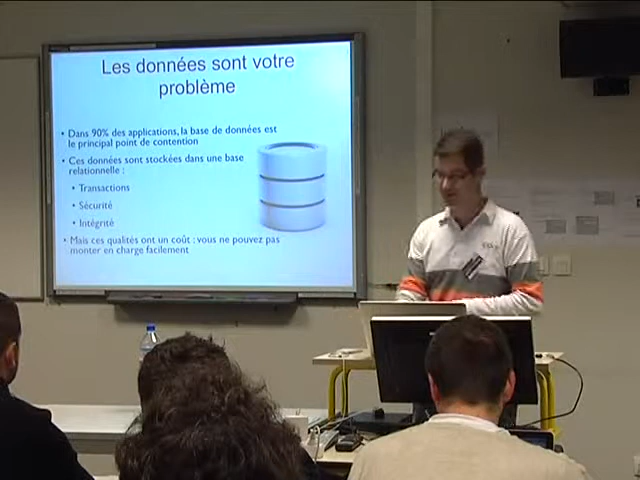 Les données sont votre
problème
• Dans 90% des applications, la base de données est
le principal point de contention
• Ces données sont stockées dans une base
relationnelle :
• Transactions
• Sécurité
• Intégrité
• Mais ces qualités ont un coût : vous ne pouvez pas
monter en charge facilement